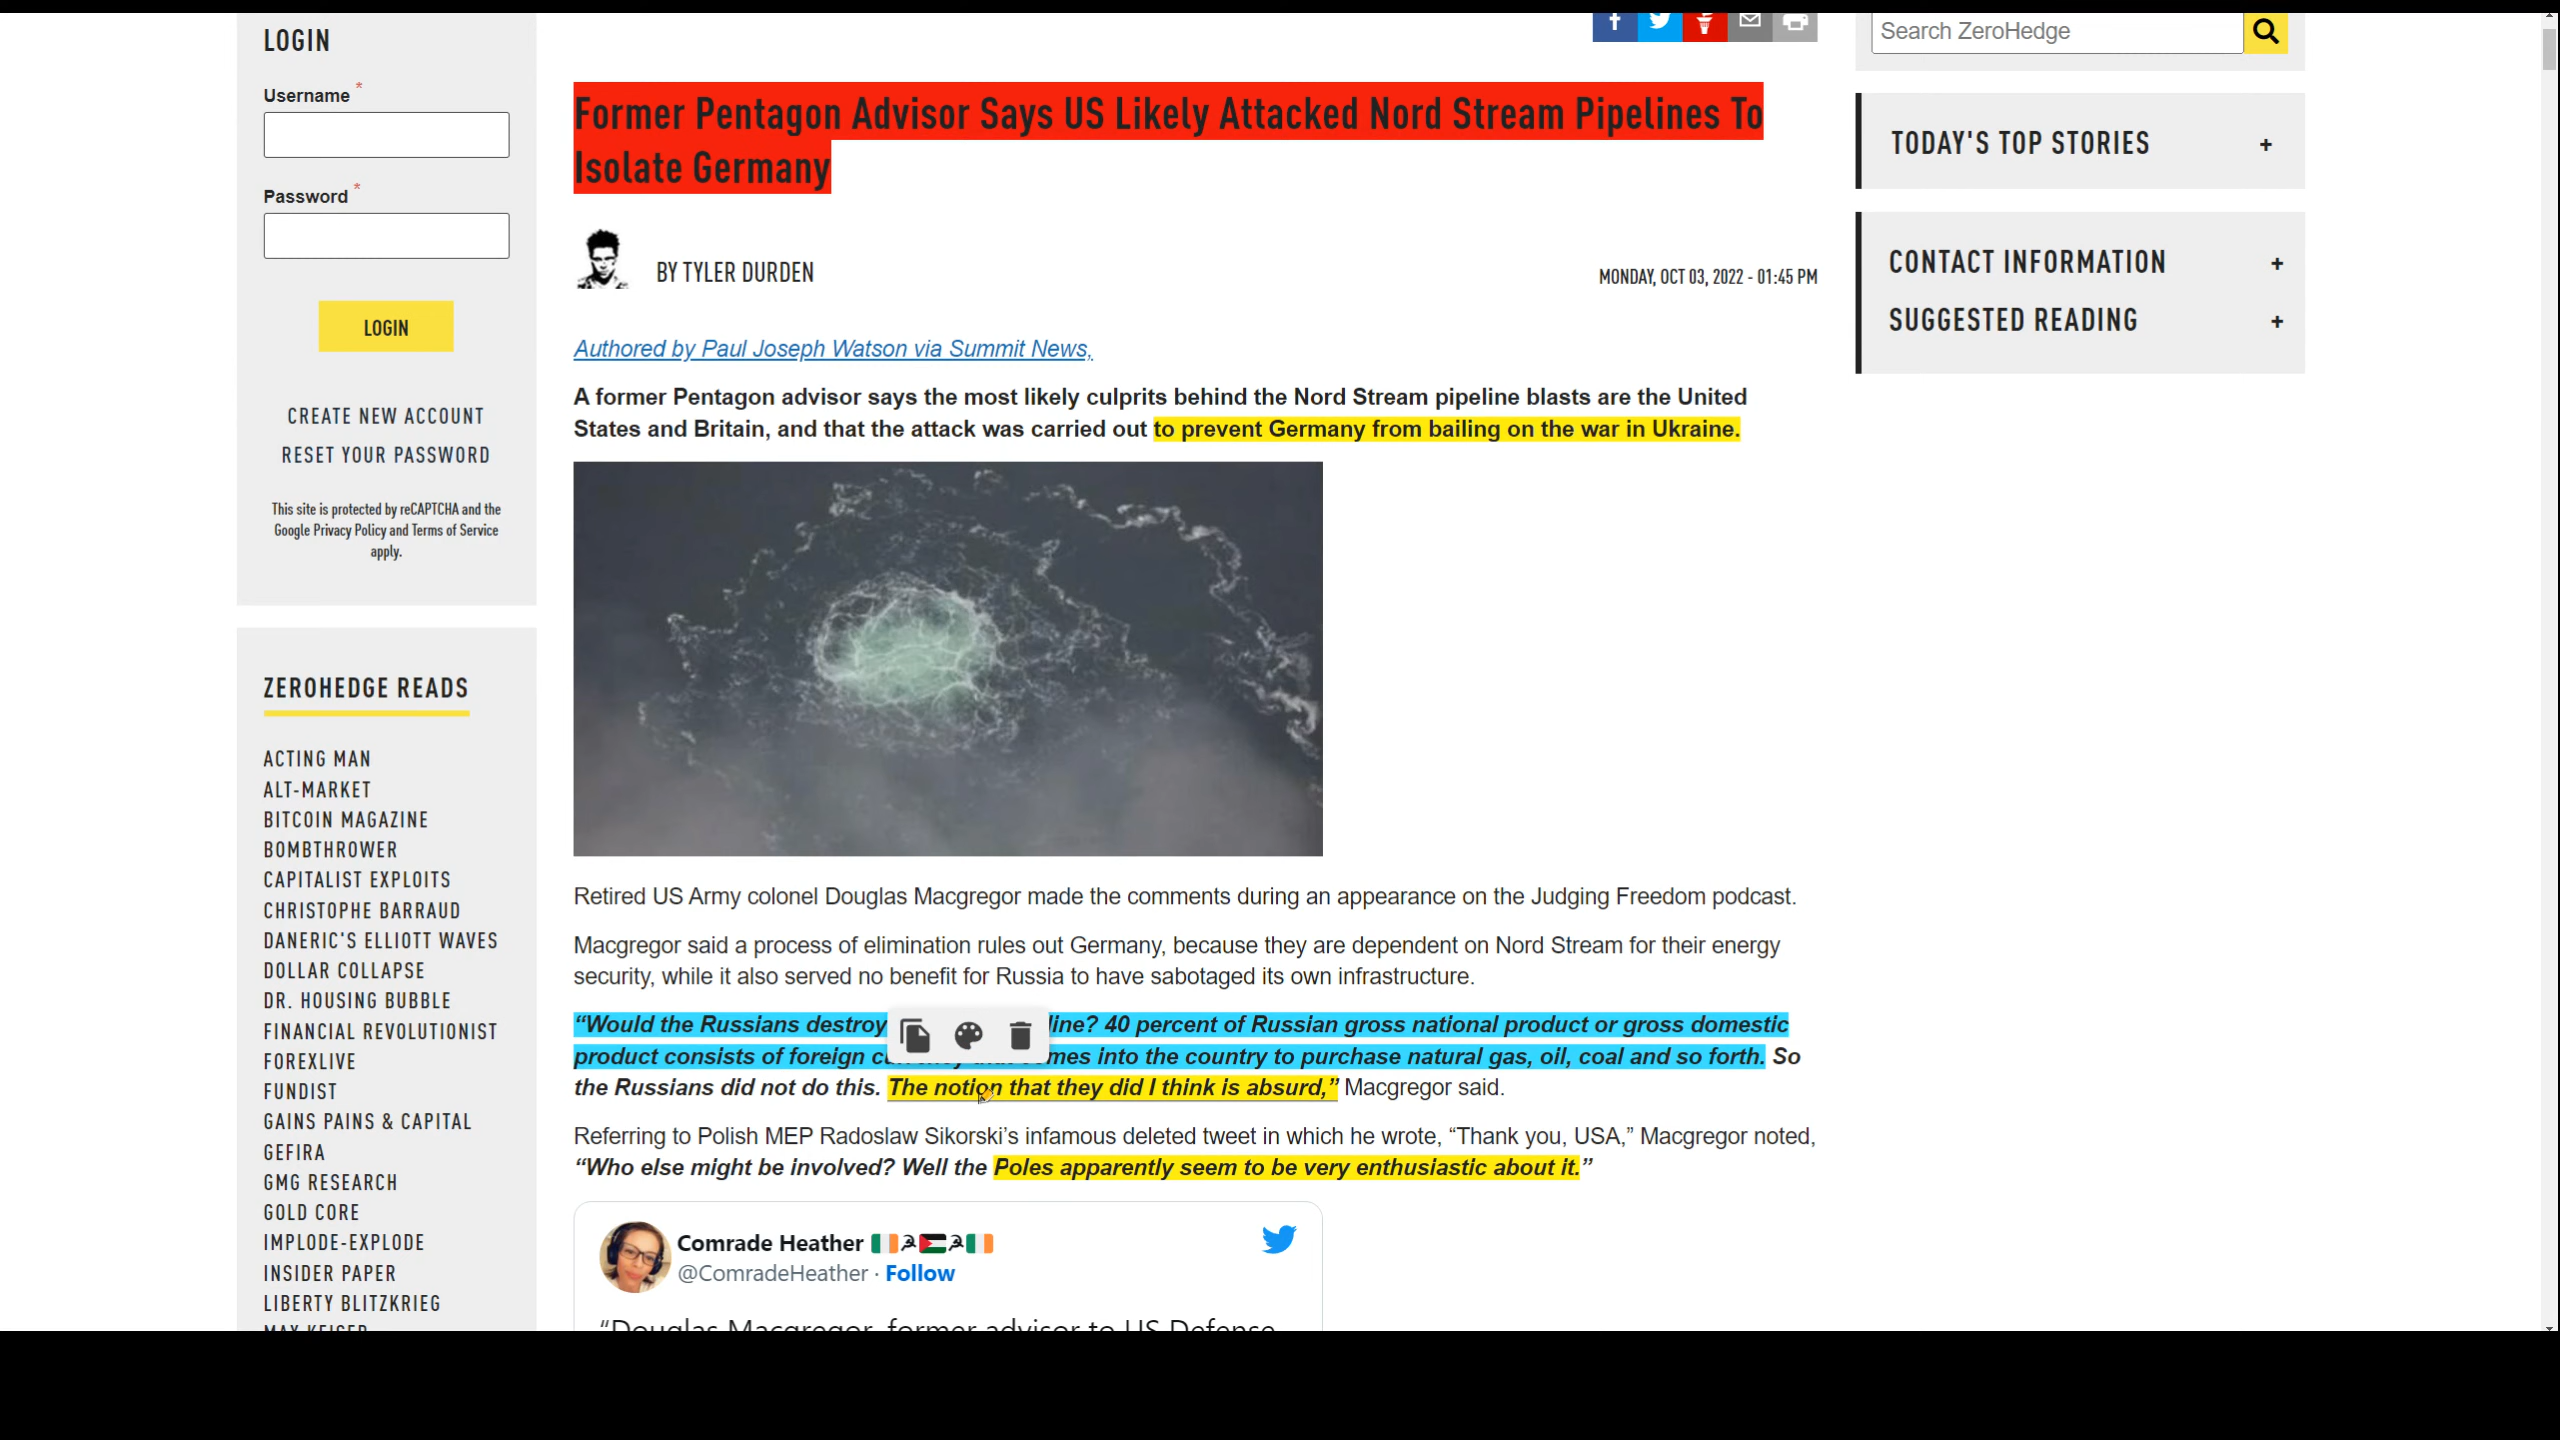 LOGIN
Username *
Password *
LOGIN
CREATE NEW ACCOUNT
RESET YOUR PASSWORD
This site is protected by reCAPTCHA and the
Google Privacy Policy and Terms of Service
apply.
ZEROHEDGE READS
ACTING MAN
ALT-MARKET
BITCOIN MAGAZINE
BOMBTHROWER
CAPITALIST EXPLOITS
CHRISTOPHE BARRAUD
DANERIC'S ELLIOTT WAVES
DOLLAR COLLAPSE
DR. HOUSING BUBBLE
FINANCIAL REVOLUTIONIST
FOREXLIVE
FUNDIST
GAINS PAINS & CAPITAL
GEFIRA
GMG RESEARCH
GOLD CORE
IMPLODE-EXPLODE
INSIDER PAPER
LIBERTY BLITZKRIEG
MAX KEISER
Former Pentagon Advisor Says US Likely Attacked Nord Stream Pipelines To
Isolate Germany
BY TYLER DURDEN
MONDAY, OCT 03, 2022 - 01:45 PM
Authored by Paul Joseph Watson via Summit News,
A former Pentagon advisor says the most likely culprits behind the Nord Stream pipeline blasts are the United
States and Britain, and that the attack was carried out to prevent Germany from bailing on the war in Ukraine.
Retired US Army colonel Douglas Macgregor made the comments during an appearance on the Judging Freedom podcast.
Macgregor said a process of elimination rules out Germany, because they are dependent on Nord Stream for their energy
security, while it also served no benefit for Russia to have sabotaged its own infrastructure.
“Would the Russians destroy line? 40 percent of Russian gross national product or gross domestic
product consists of foreign mes into the country to purchase natural gas, oil, coal and so forth. So
the Russians did not do this. The notion that they did I think is absurd,” Macgregor said.
Referring to Polish MEP Radoslaw Sikorski’s infamous deleted tweet in which he wrote, “Thank you, USA,” Macgregor noted,
“Who else might be involved? Well the Poles apparently seem to be very enthusiastic about it.”
Comrade Heather
@ComradeHeather · Follow
“Douglas Macgregor, former advisor to US Defense
Search ZeroHedge
TODAY'S TOP STORIES +
CONTACT INFORMATION +
SUGGESTED READING +